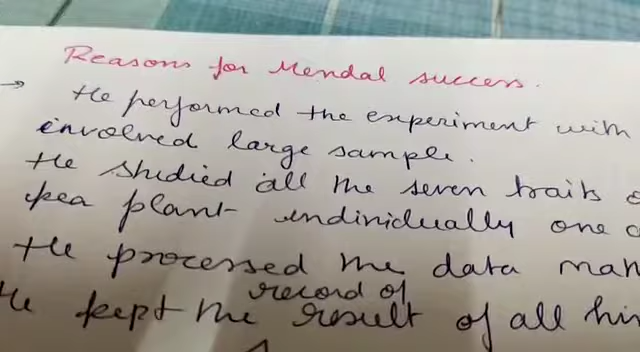 Reasons for Mendal success.
→ He performed the experiment with
involved large sample.
He studied all the seven traits
pea plant individually one
He processed the data
He kept the record of result of all